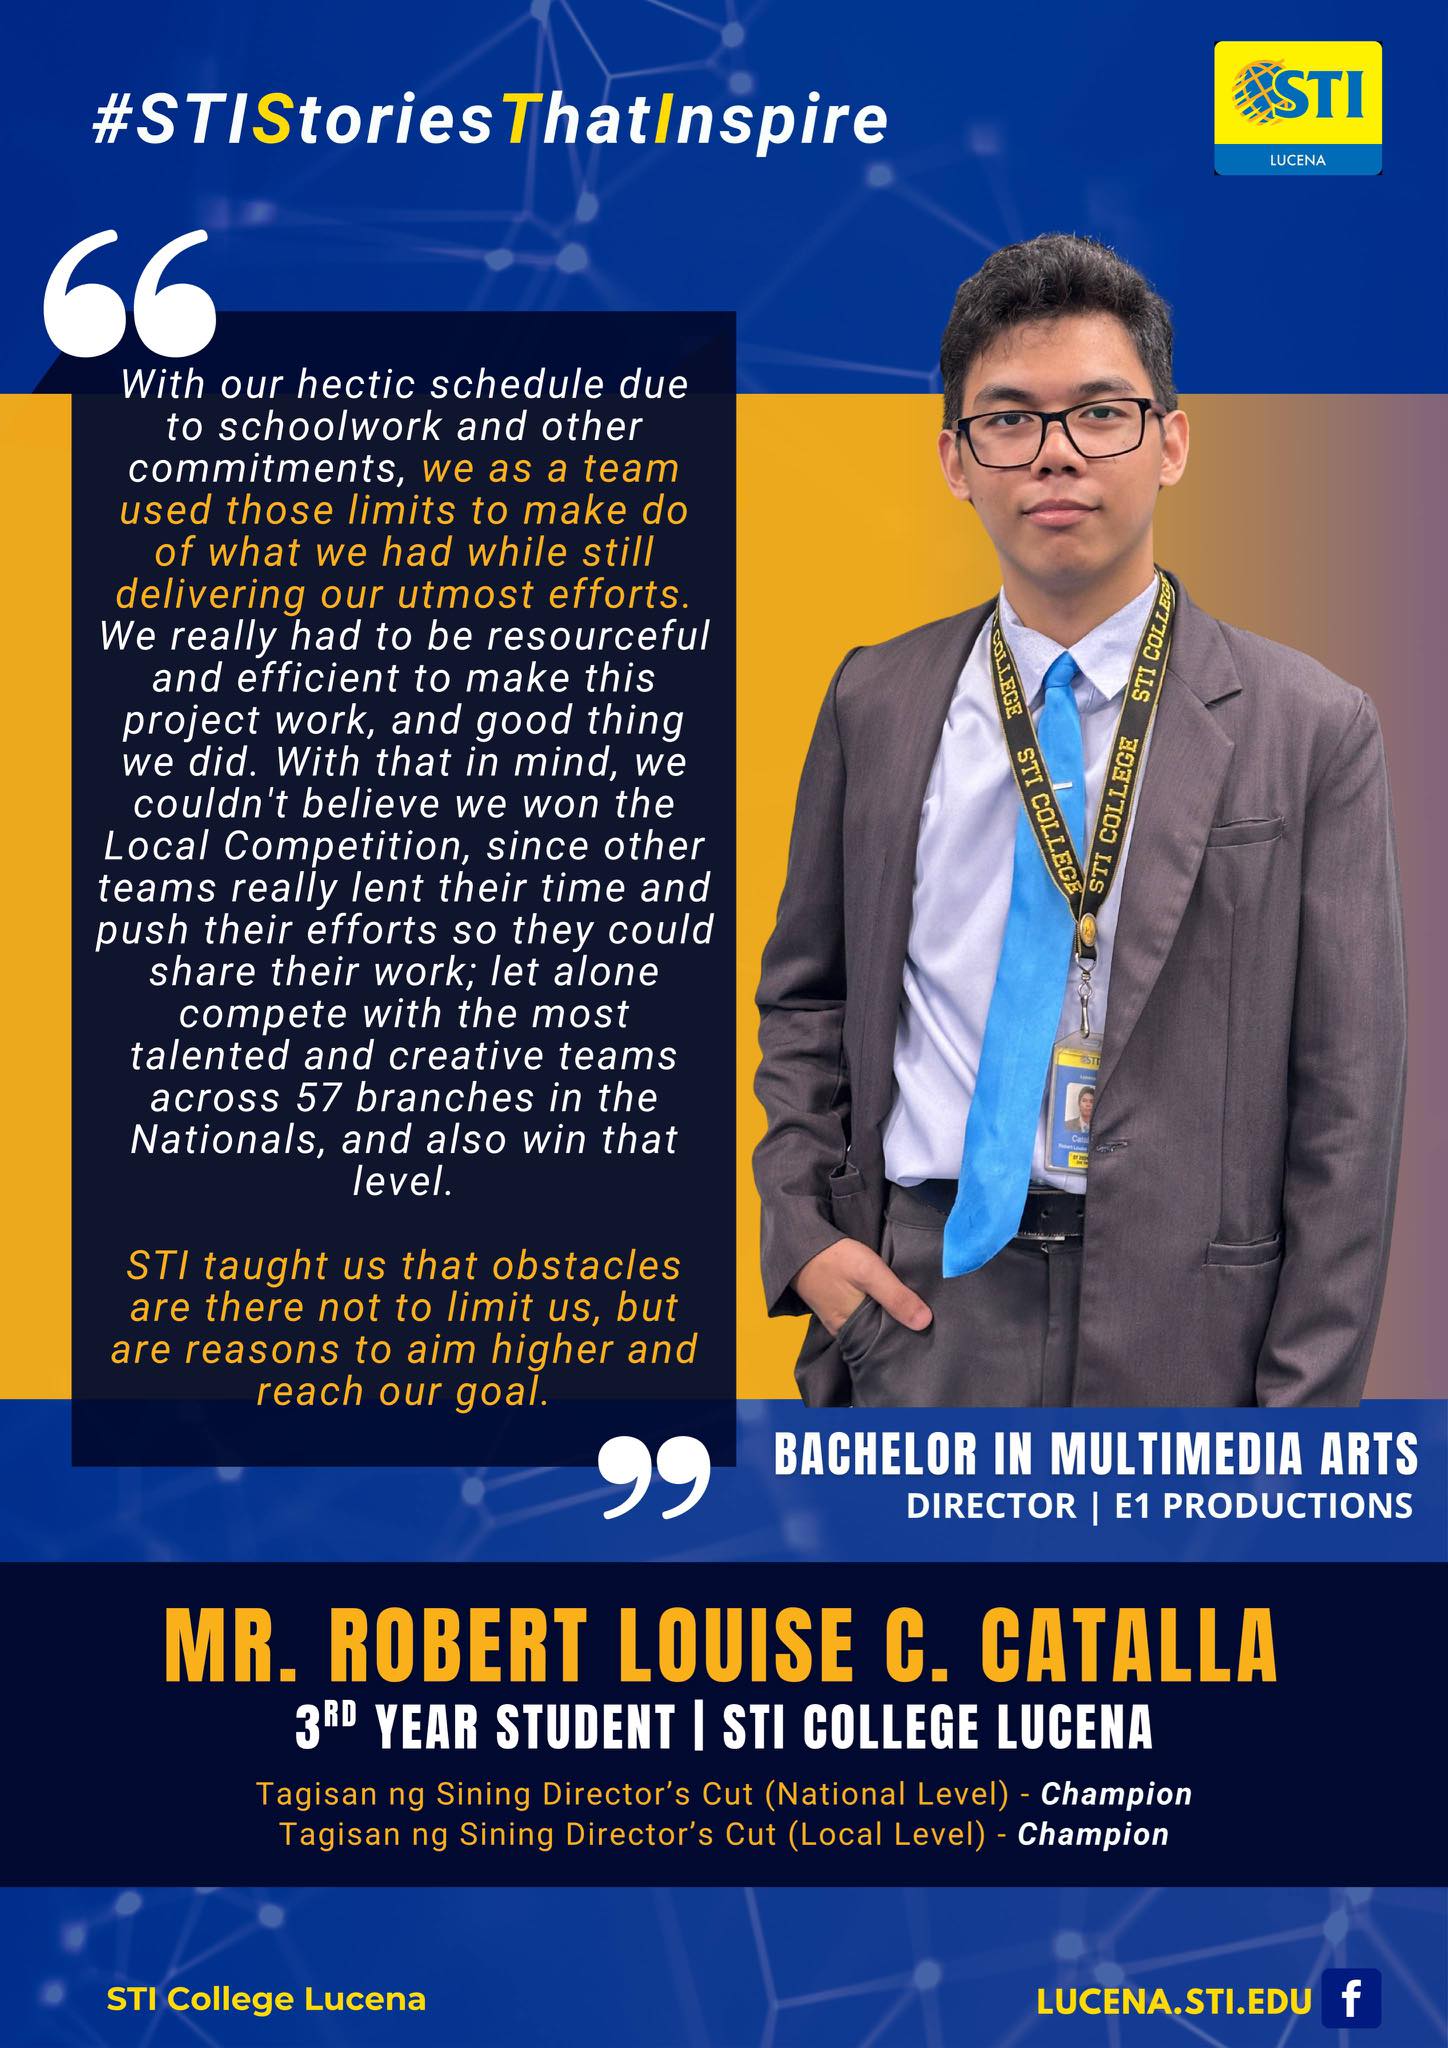 #STIStoriesThatInspire
STI
LUCENA
With our hectic schedule due
to schoolwork and other
commitments, we as a team
used those limits to make do
of what we had while still
delivering our utmost efforts.
We really had to be resourceful
and efficient to make this
project work, and good thing
we did. With that in mind, we
couldn't believe we won the
Local Competition, since other
teams really lent their time and
push their efforts so they could
share their work; let alone
compete with the most
talented and creative teams
across 57 branches in the
Nationals, and also win that
level.
STI taught us that obstacles
are there not to limit us, but
are reasons to aim higher and
reach our goal.
COLLEGE
STI COLLEGE
STI COLLEGE
STI COLLEGE
BACHELOR IN MULTIMEDIA ARTS
DIRECTOR | E1 PRODUCTIONS
MR. ROBERT LOUISE C. CATALLA
3RD YEAR STUDENT | STI COLLEGE LUCENA
Tagisan ng Sining Director's Cut (National Level) - Champion
Tagisan ng Sining Director's Cut (Local Level) - Champion
STI College Lucena
LUCENA.STI.EDU f